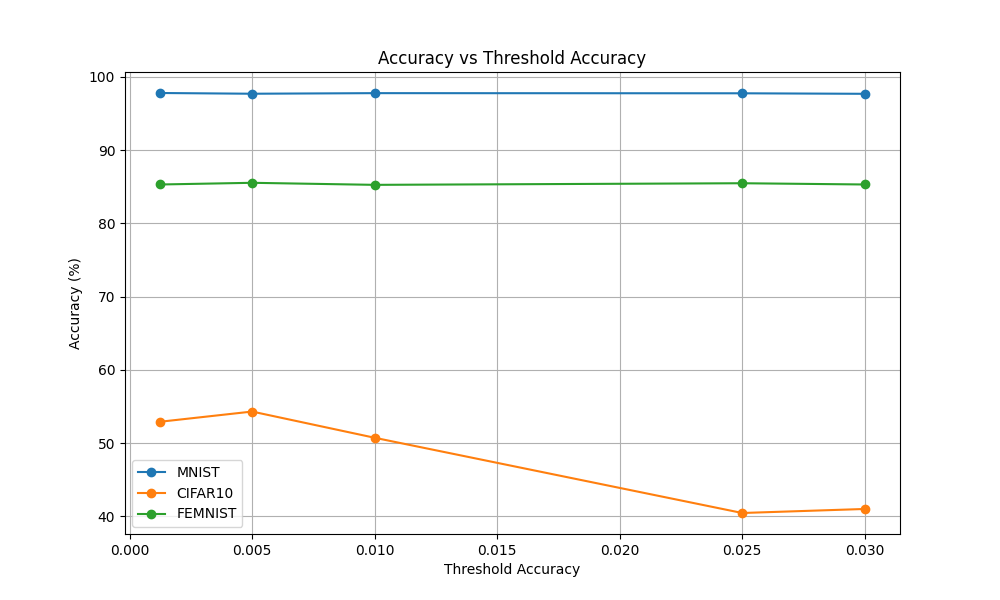 Accuracy vs Threshold Accuracy
100
90
80
70
60
50
40
Accuracy (%)
MNIST
CIFAR10
FEMNIST
0.000 0.005 0.010 0.015 0.020 0.025 0.030
Threshold Accuracy